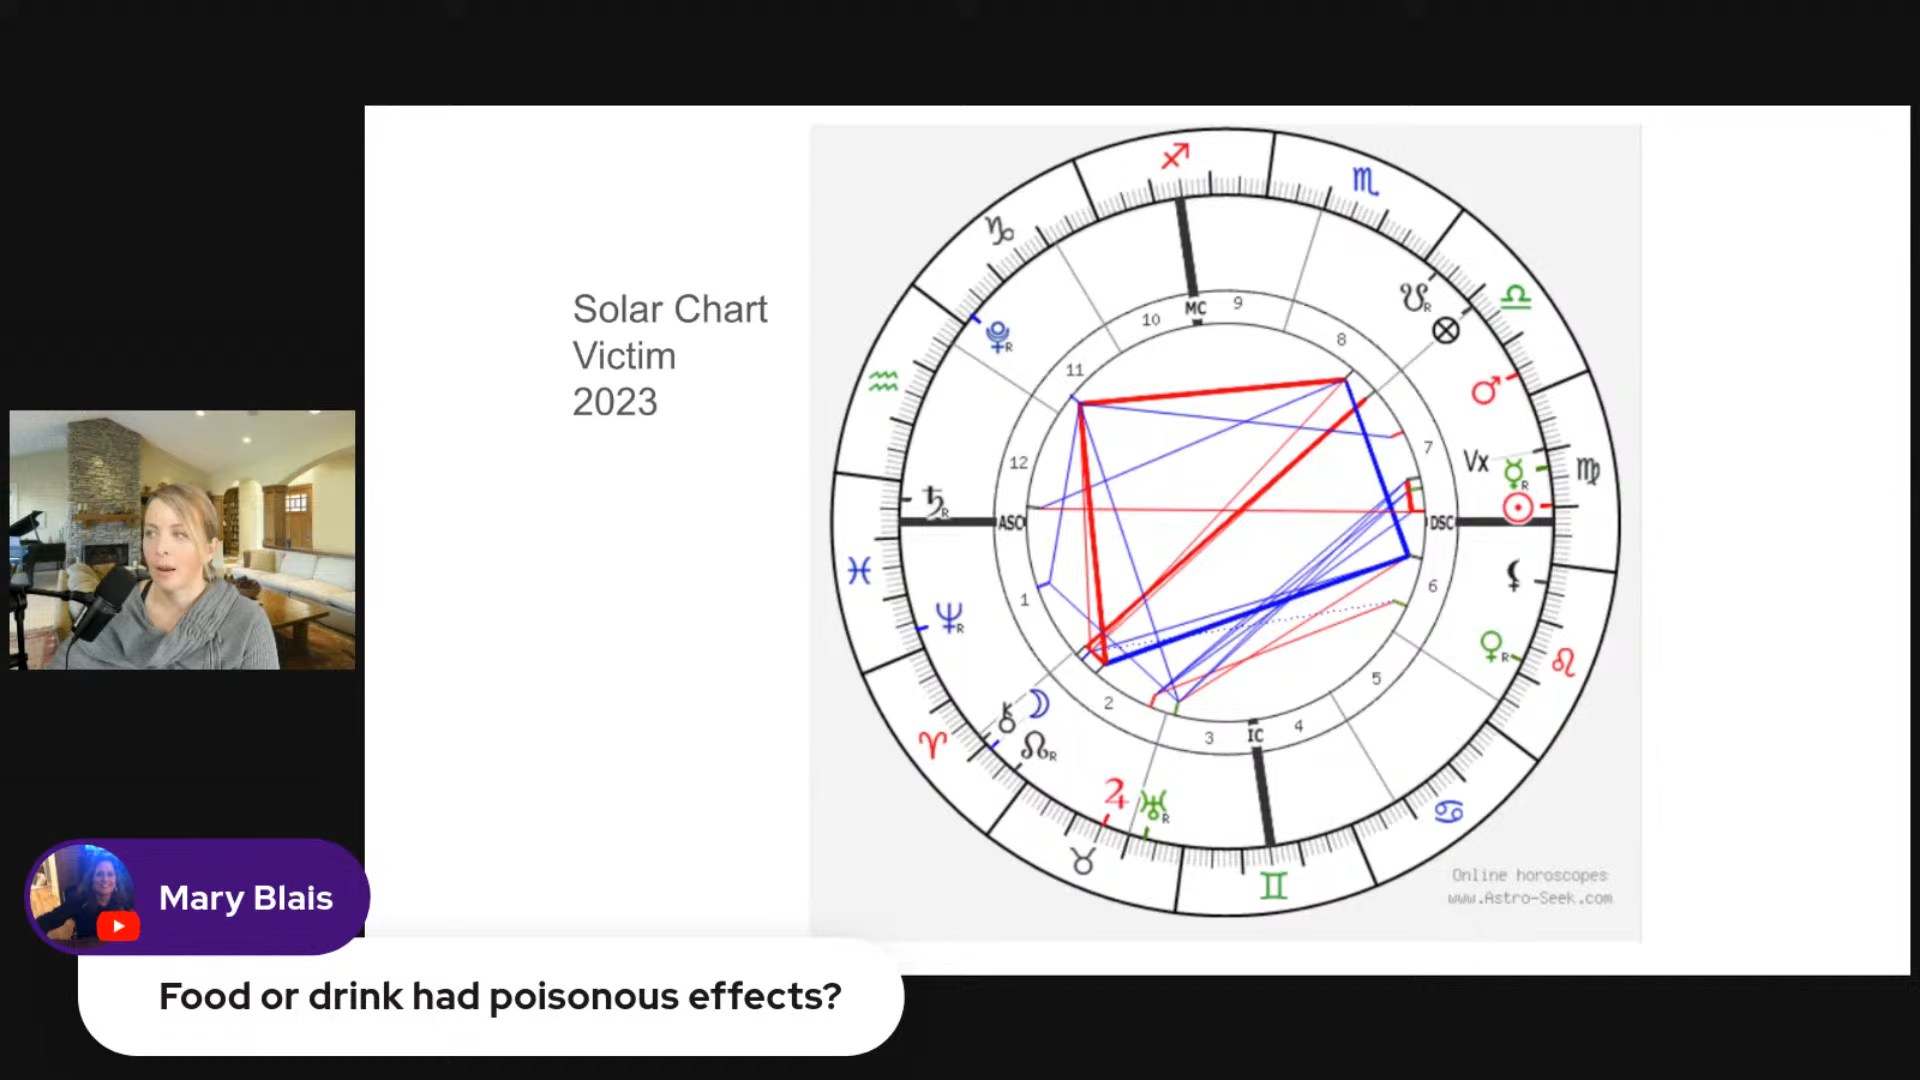 Solar Chart
Victim
2023
MC
9
10
8
11
7
12
Vx
R
R
R
R
ASC
DSC
1
6
R
R
2
5
3
4
IC
R
R
Online horoscopes
www.Astro-Seek.com
Mary Blais
Food or drink had poisonous effects?